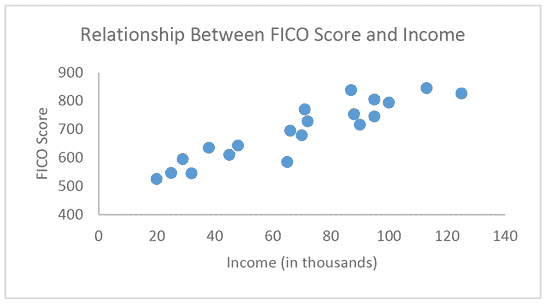 Relationship Between FICO Score and Income
FICO Score
900
800
700
600
500
400
0 20 40 60 80 100 120 140
Income (in thousands)